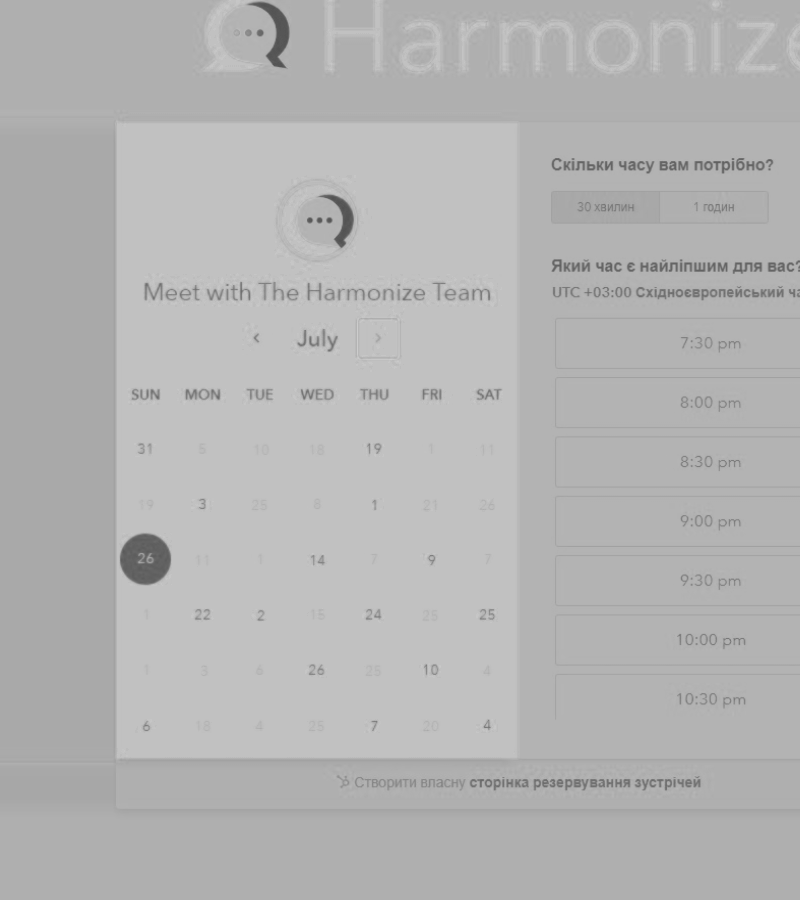 Harmonize
Meet with The Harmonize Team
July
SUN MON TUE WED THU FRI SAT
31 5 10 18 19 1 11
19 3 25 8 1 21 26
26 11 1 14 7 9 7
1 22 2 15 24 25 25
1 3 6 26 25 10 4
6 18 4 25 7 20 4
Скільки часу вам потрібно?
30 хвилин 1 годин
Який час є найліпшим для вас?
UTC +03:00 Східноєвропейський
7:30 pm
8:00 pm
8:30 pm
9:00 pm
9:30 pm
10:00 pm
10:30 pm
Створити власну сторінка резервування зустрічей